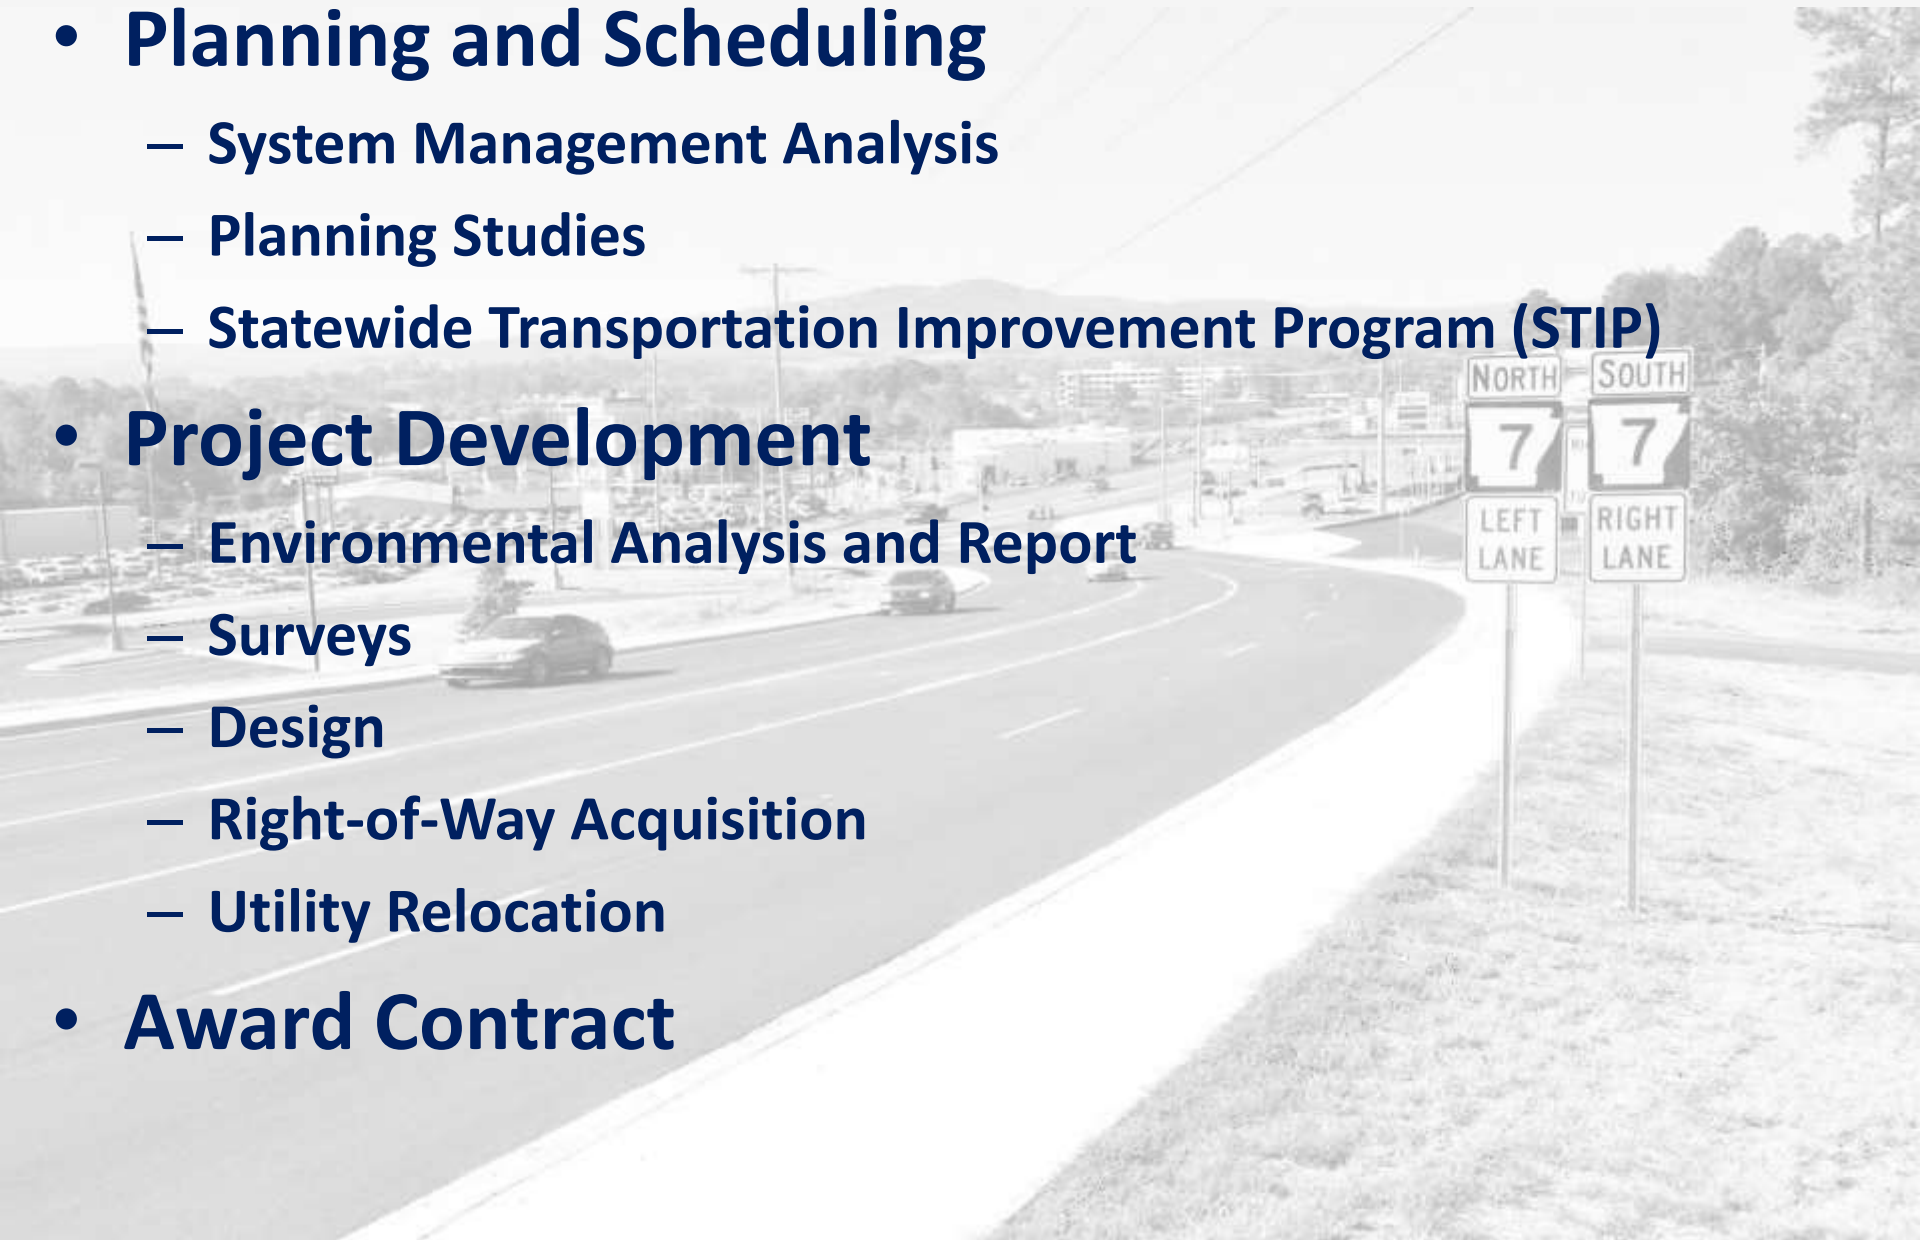 • Planning and Scheduling
– System Management Analysis
– Planning Studies
– Statewide Transportation Improvement Program (STIP)
• Project Development
– Environmental Analysis and Report
– Surveys
– Design
– Right-of-Way Acquisition
– Utility Relocation
• Award Contract
NORTH SOUTH
7 7
LEFT LANE
RIGHT LANE